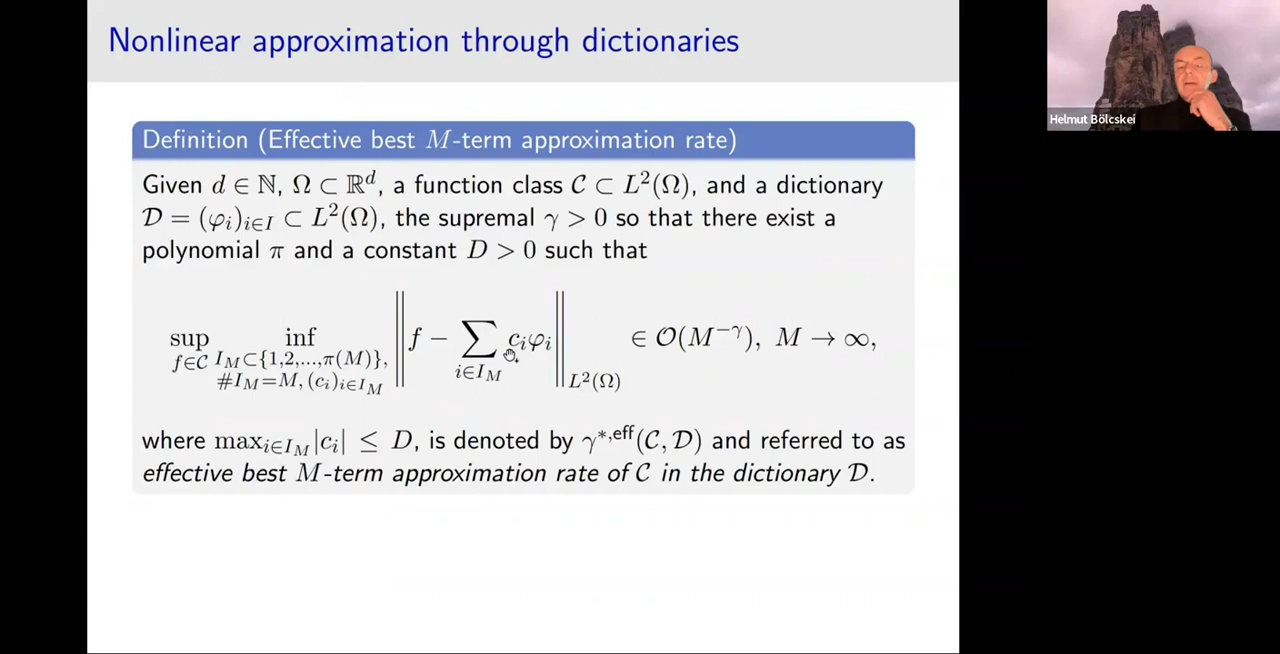 Nonlinear approximation through dictionaries
Helmut Bölcskei
Definition (Effective best M-term approximation rate)
Given d ∈ ℕ, Ω ⊂ ℝᵈ, a function class 𝒞 ⊂ L²(Ω), and a dictionary
𝒟 = (φᵢ)ᵢ∈I ⊂ L²(Ω), the supremal γ > 0 so that there exist a
polynomial π and a constant D > 0 such that
sup_{f∈𝒞} inf_{I_M⊂{1,2,...,π(M)}, #I_M=M, (c_i)_{i∈I_M}} ‖f − ∑_{i∈I_M} c_i φ_i‖_{L²(Ω)} ∈ 𝒪(M^{−γ}), M → ∞,
where max_{i∈I_M}|c_i| ≤ D, is denoted by γ^{*,eff}(𝒞, 𝒟) and referred to as
effective best M-term approximation rate of 𝒞 in the dictionary 𝒟.